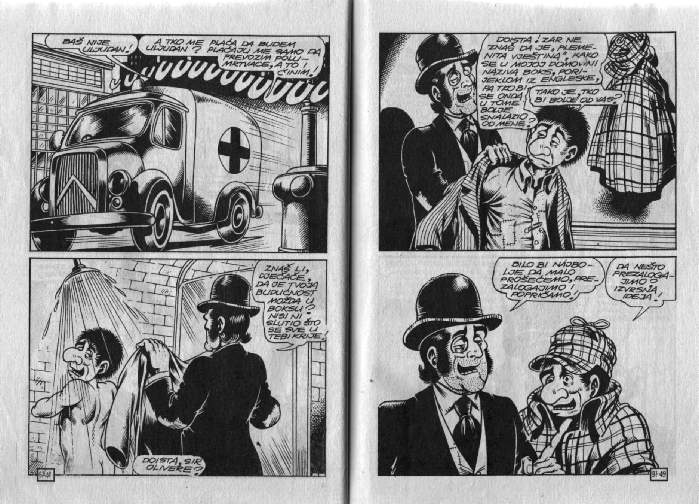 BAŠ NIJE
ULJUDAN!
A TKO ME PLAĆA DA BUDEM
ULJUDAN? PLAĆAJU ME SAMO DA
PREVOZIM POLU-
MRTVACE, A TO I
ČINIM.
ZNAŠ LI,
DJEČAČE,
DA JE TVOJA
BUDUĆNOST
MOŽDA U
BOKSU?
NISI NI
SLUTIO ŠTO
SE SVE U
TEBI KRIJE!
DOISTA, SIR
OLIVERE?
DOISTA! ZAR NE
ZNAŠ DA JE „PLEME-
NITA VJEŠTINA", KAKO
SE U MOJOJ DOMOVINI
NAZIVA BOKS, PORI-
JEKLOM IZ ENGLESKE,
PA TKO BI
SE ONDA
U TOME
BOLJE
SNALAZIO
OD MENE?
TAKO JE, TKO
BI BOLJE OD VAS?
BILO BI NAJBO-
LJE DA MALO
PROŠEĆEMO, PRE-
ZALOGAJIMO I
POPRIČAMO!
DA NEŠTO
PREZALOGA-
JIMO?
IZVRSNA
IDEJA!
91-49